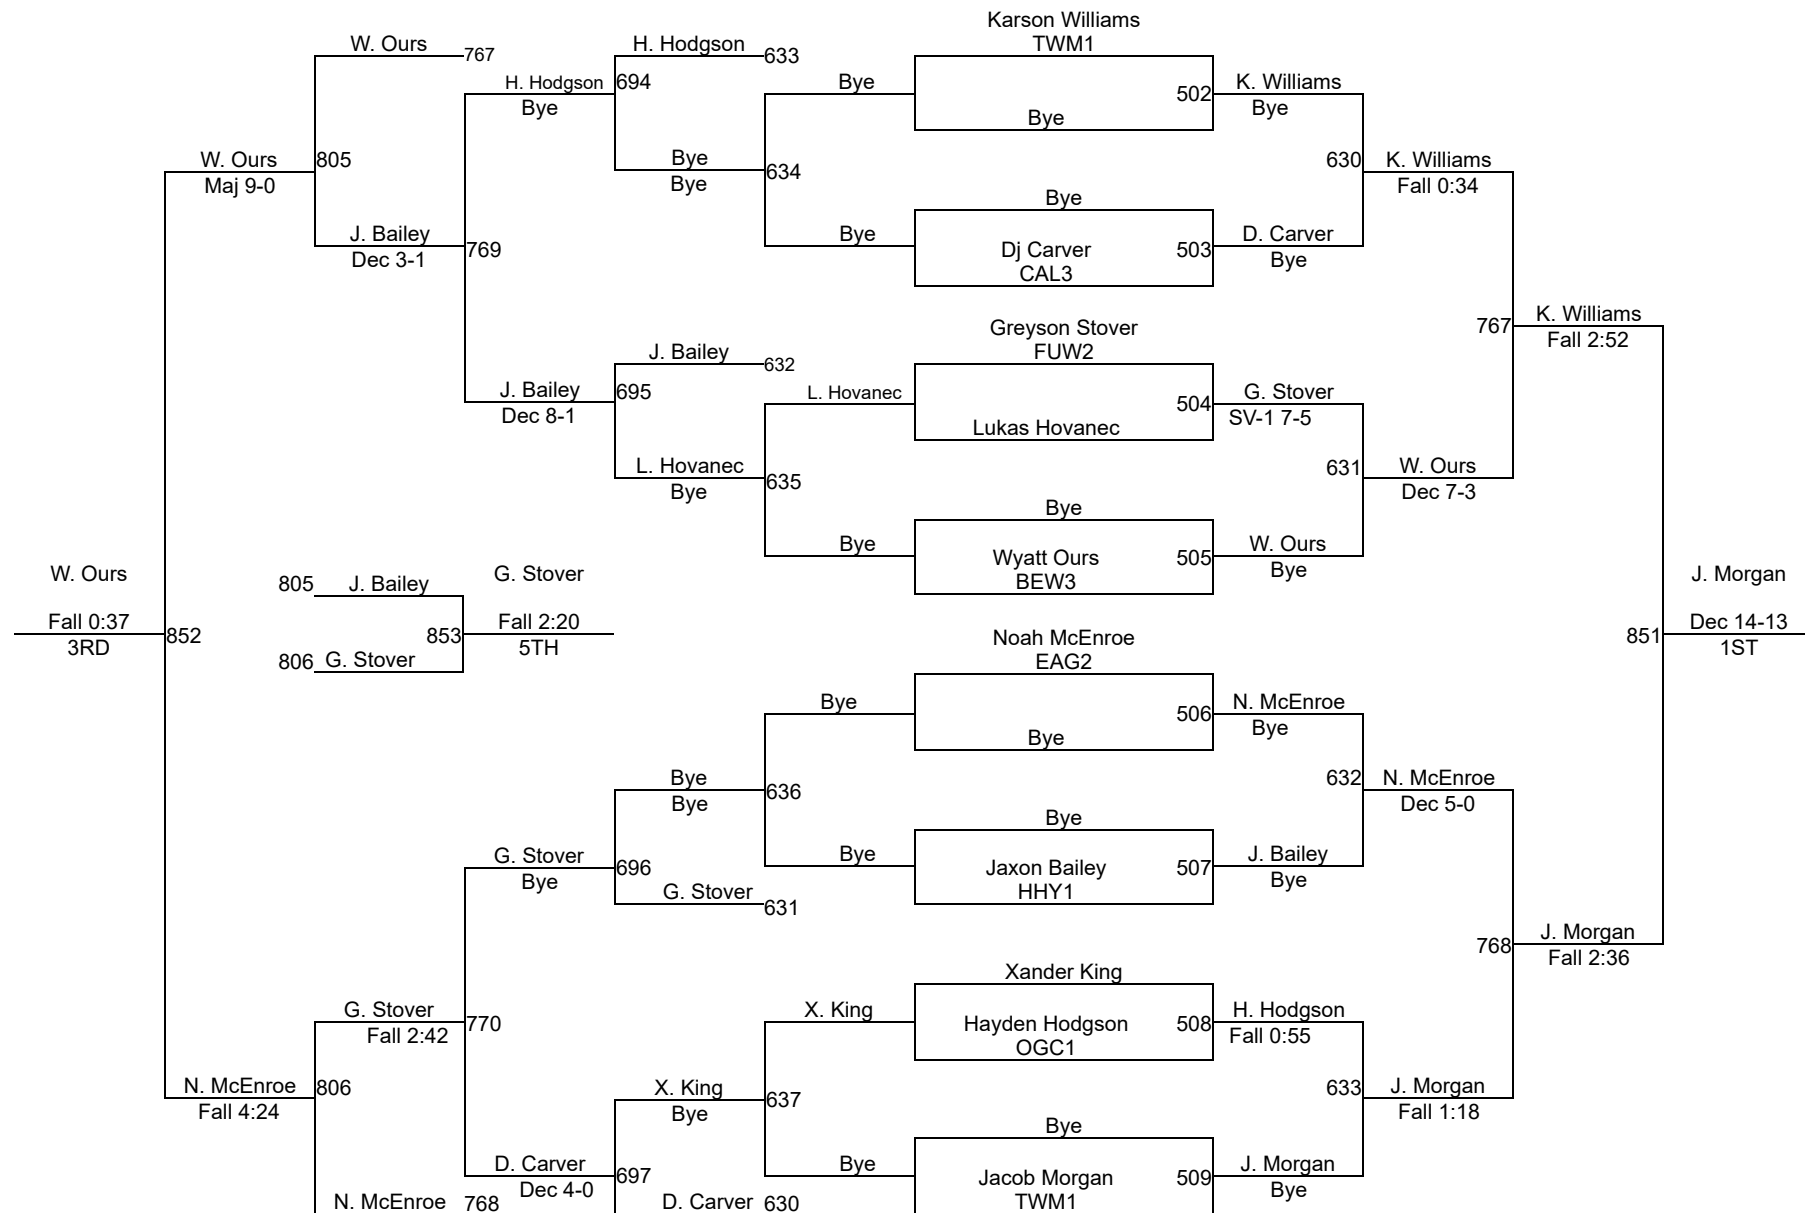 Karson Williams
W. Ours
767
H. Hodgson
633
TWM1
H. Hodgson
694
Bye
502
K. Williams
Bye
Bye
Bye
W. Ours
805
Bye
634
630
K. Williams
Maj 9-0
Bye
Fall 0:34
Bye
J. Bailey
769
Bye
Dj Carver
503
D. Carver
Dec 3-1
CAL3
Bye
Greyson Stover
767
K. Williams
J. Bailey
632
FUW2
Fall 2:52
J. Bailey
695
L. Hovanec
504
G. Stover
Dec 8-1
Lukas Hovanec
SV-1 7-5
L. Hovanec
635
631
W. Ours
Bye
Dec 7-3
Bye
Bye
Wyatt Ours
505
W. Ours
BEW3
Bye
W. Ours
805
J. Bailey
G. Stover
J. Morgan
Fall 0:37
852
853
Fall 2:20
Noah McEnroe
851
Dec 14-13
3RD
806
G. Stover
5TH
EAG2
1ST
Bye
506
N. McEnroe
Bye
Bye
Bye
636
632
N. McEnroe
Bye
Dec 5-0
Bye
G. Stover
696
Bye
Jaxon Bailey
507
J. Bailey
Bye
G. Stover
631
HHY1
Bye
768
J. Morgan
Fall 2:36
Xander King
G. Stover
770
X. King
Hayden Hodgson
508
H. Hodgson
Fall 2:42
OGC1
Fall 0:55
N. McEnroe
806
X. King
637
633
J. Morgan
Fall 4:24
Bye
Fall 1:18
Bye
D. Carver
697
Bye
Jacob Morgan
509
J. Morgan
Dec 4-0
Bye
N. McEnroe
768
D. Carver
630
TWM1